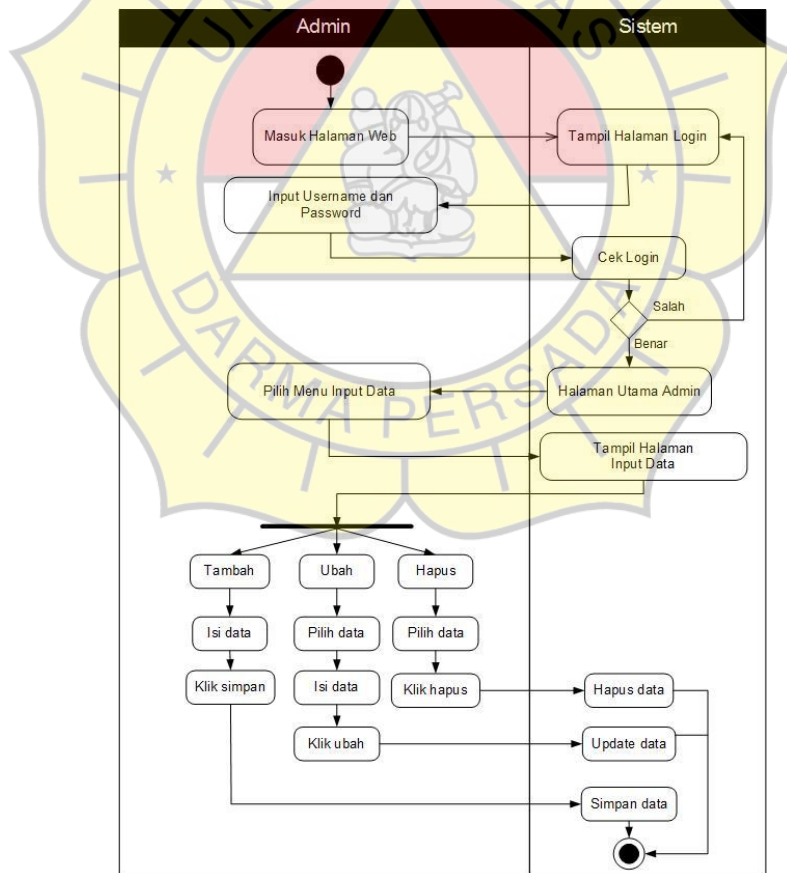 Admin
Sistem
Masuk Halaman Web
Tampil Halaman Login
Input Username dan
Password
Cek Login
Salah
Benar
Pilih Menu Input Data
Halaman Utama Admin
Tampil Halaman
Input Data
Tambah
Ubah
Hapus
Isi data
Pilih data
Pilih data
Klik simpan
Isi data
Klik hapus
Hapus data
Klik ubah
Update data
Simpan data
DARMA PERSADA